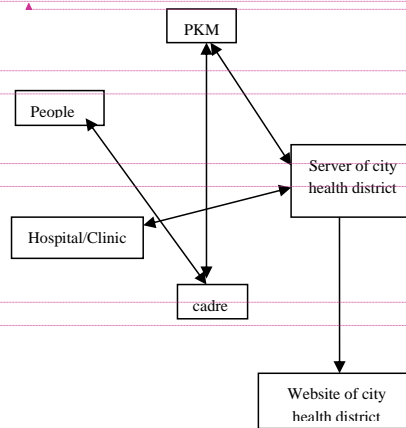 PKM
People
Server of city
health district
Hospital/Clinic
cadre
Website of city
health district